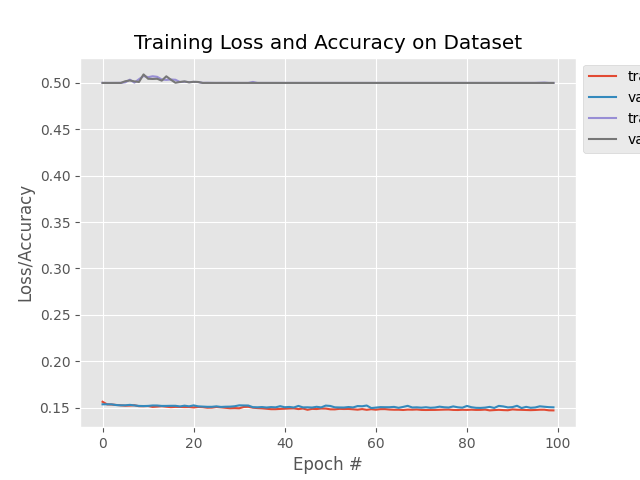 Training Loss and Accuracy on Dataset
Loss/Accuracy
0.50
0.45
0.40
0.35
0.30
0.25
0.20
0.15
0 20 40 60 80 100
Epoch #
tra
va
tra
va